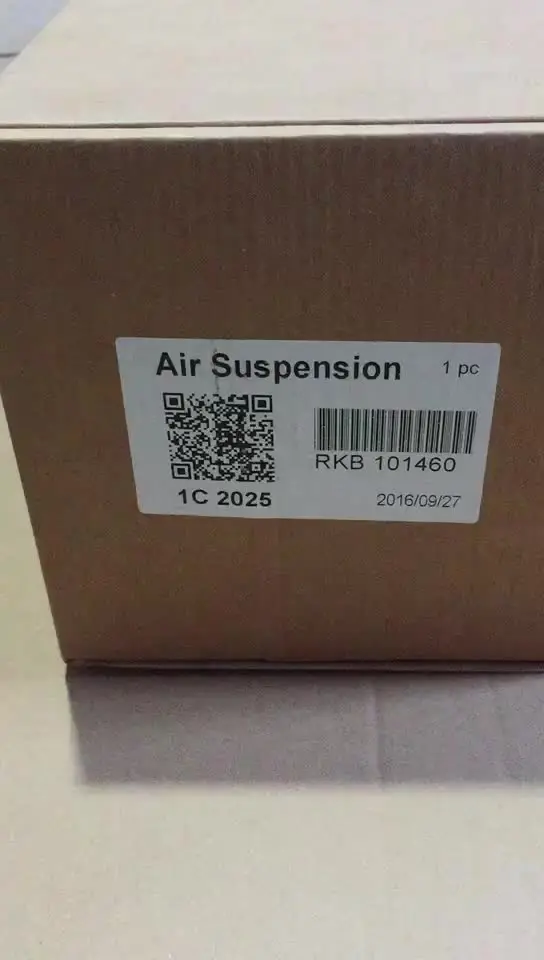 Air Suspension 1 pc
RKB 101460
1C 2025
2016/09/27